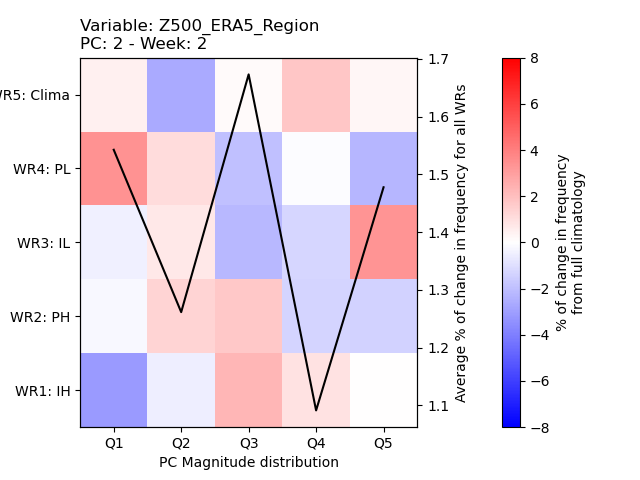 Variable: Z500_ERA5_Region
PC: 2 - Week: 2
WR5: Clima
WR4: PL
WR3: IL
WR2: PH
WR1: IH
Q1 Q2 Q3 Q4 Q5
PC Magnitude distribution
1.7
1.6
1.5
1.4
1.3
1.2
1.1
Average % of change in frequency for all WRs
8
6
4
2
0
−2
−4
−6
−8
% of change in frequency
from full climatology